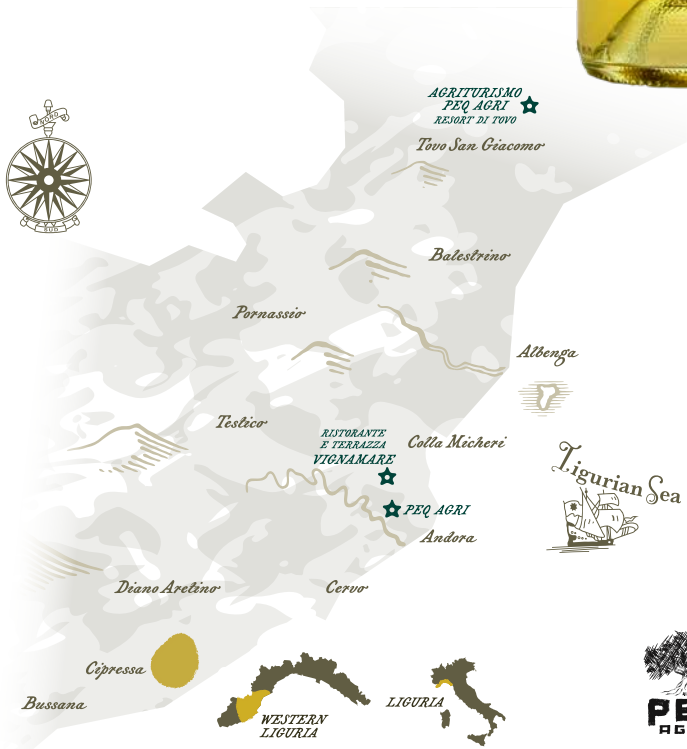 AGRITURISMO
PEQ AGRI
RESORT DI TOVO
NORD
Tovo San Giacomo
SUD
Balestrino
Pornassio
Albenga
Testico
RISTORANTE
E TERRAZZA
VIGNAMARE
Colla Micheri
Ligurian Sea
PEQ AGRI
Andora
Diano Aretino
Cervo
Cipressa
Bussana
WESTERN
LIGURIA
LIGURIA